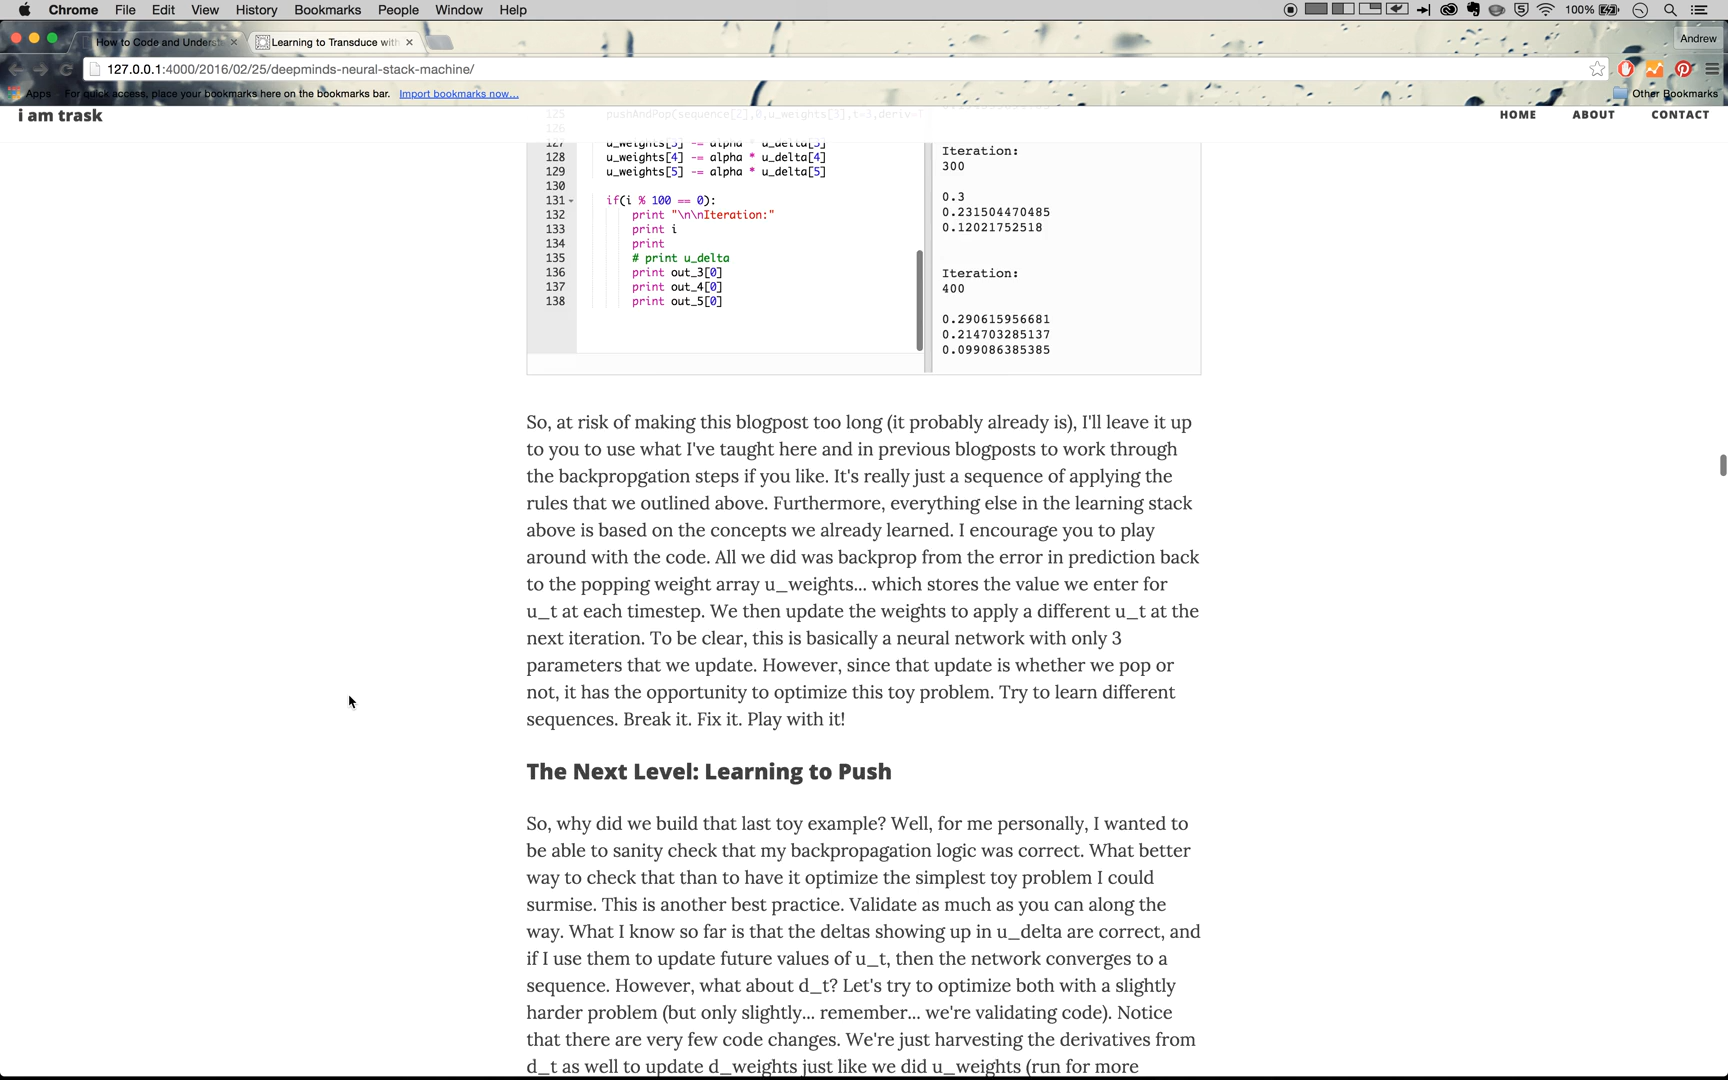 Chrome File Edit View History Bookmarks People Window Help 100%
How to Code and Underst
Learning to Transduce with
Andrew
127.0.0.1:4000/2016/02/25/deepminds-neural-stack-machine/
Apps For quick access, place your bookmarks here on the bookmarks bar. Import bookmarks now... Other Bookmarks
i am trask
HOME ABOUT CONTACT
125 pushAndPop(sequence[2],0,u_weights[5],t=5,deriv=T
126
127 u_weights[3] -= alpha * u_delta[3]
128 u_weights[4] -= alpha * u_delta[4]
129 u_weights[5] -= alpha * u_delta[5]
130
131 if(i % 100 == 0):
132 print "\n\nIteration:"
133 print i
134 print
135 # print u_delta
136 print out_3[0]
137 print out_4[0]
138 print out_5[0]
Iteration:
300
0.3
0.231504470485
0.12021752518
Iteration:
400
0.290615956681
0.214703285137
0.099086385385
So, at risk of making this blogpost too long (it probably already is), I'll leave it up
to you to use what I've taught here and in previous blogposts to work through
the backpropgation steps if you like. It's really just a sequence of applying the
rules that we outlined above. Furthermore, everything else in the learning stack
above is based on the concepts we already learned. I encourage you to play
around with the code. All we did was backprop from the error in prediction back
to the popping weight array u_weights... which stores the value we enter for
u_t at each timestep. We then update the weights to apply a different u_t at the
next iteration. To be clear, this is basically a neural network with only 3
parameters that we update. However, since that update is whether we pop or
not, it has the opportunity to optimize this toy problem. Try to learn different
sequences. Break it. Fix it. Play with it!
The Next Level: Learning to Push
So, why did we build that last toy example? Well, for me personally, I wanted to
be able to sanity check that my backpropagation logic was correct. What better
way to check that than to have it optimize the simplest toy problem I could
surmise. This is another best practice. Validate as much as you can along the
way. What I know so far is that the deltas showing up in u_delta are correct, and
if I use them to update future values of u_t, then the network converges to a
sequence. However, what about d_t? Let's try to optimize both with a slightly
harder problem (but only slightly... remember... we're validating code). Notice
that there are very few code changes. We're just harvesting the derivatives from
d_t as well to update d_weights just like we did u_weights (run for more